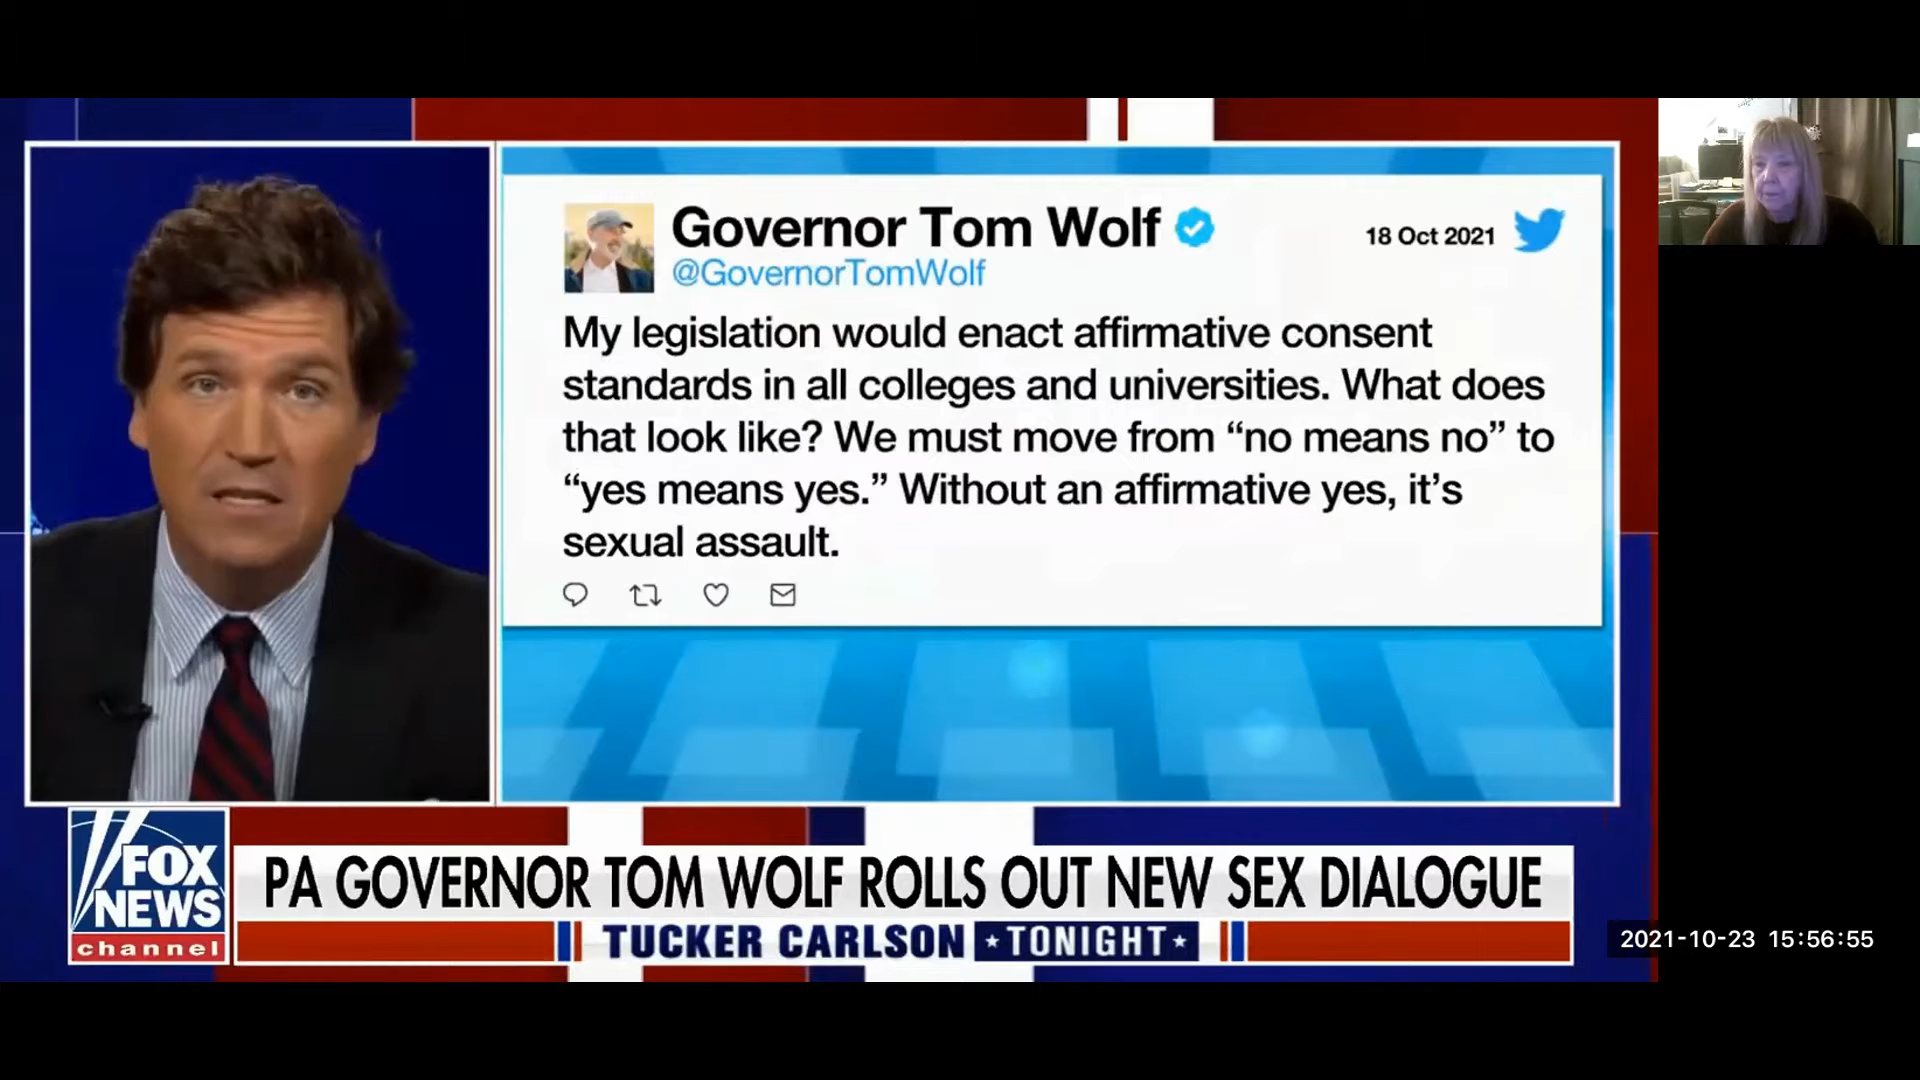 Governor Tom Wolf
@GovernorTomWolf
18 Oct 2021
My legislation would enact affirmative consent
standards in all colleges and universities. What does
that look like? We must move from “no means no” to
“yes means yes.” Without an affirmative yes, it’s
sexual assault.
FOX
NEWS
channel
PA GOVERNOR TOM WOLF ROLLS OUT NEW SEX DIALOGUE
TUCKER CARLSON TONIGHT
2021-10-23 15:56:55